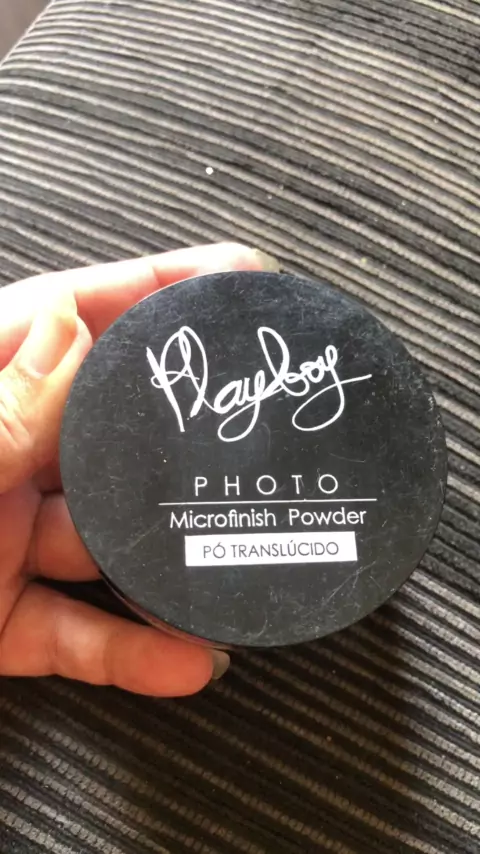 Playboy
PHOTO
Microfinish Powder
PÓ TRANSLÚCIDO